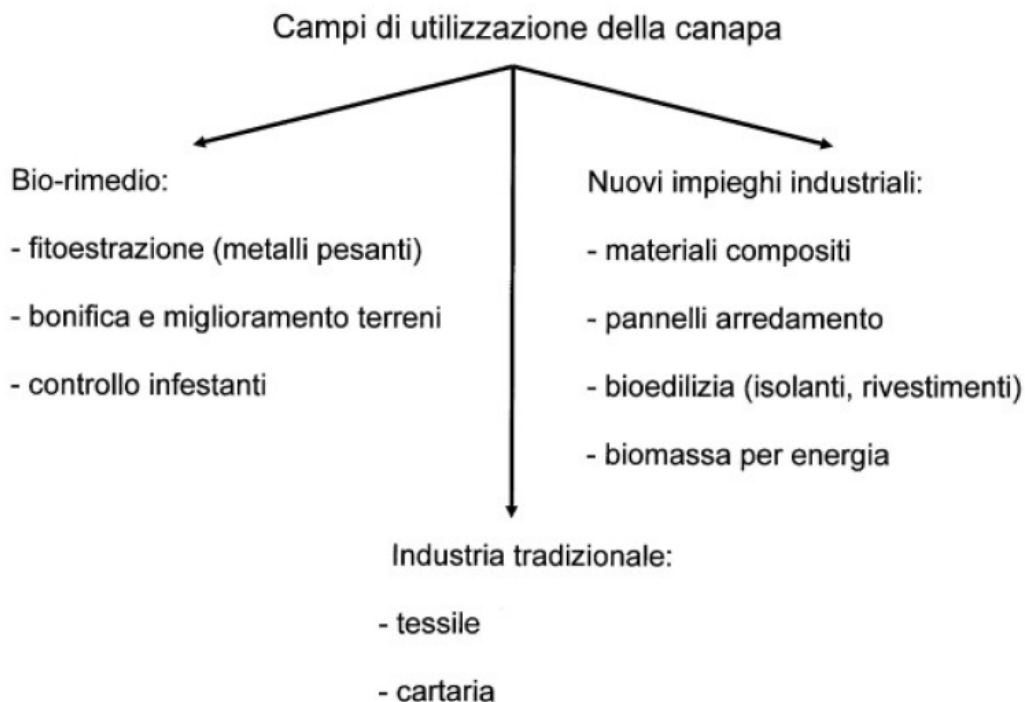 Campi di utilizzazione della canapa
Bio-rimedio:
- fitoestrazione (metalli pesanti)
- bonifica e miglioramento terreni
- controllo infestanti
Nuovi impieghi industriali:
- materiali compositi
- pannelli arredamento
- bioedilizia (isolanti, rivestimenti)
- biomassa per energia
Industria tradizionale:
- tessile
- cartaria